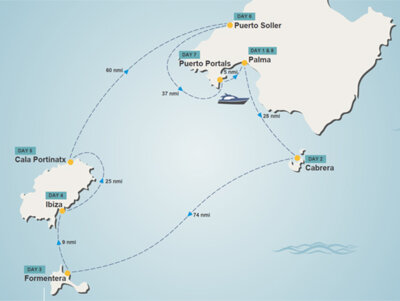 DAY 6
Puerto Soller
DAY 7
Puerto Portals
DAY 1 & 8
Palma
5 nmi
60 nmi
37 nmi
25 nmi
DAY 5
Cala Portinatx
DAY 2
Cabrera
25 nmi
DAY 4
Ibiza
74 nmi
9 nmi
DAY 3
Formentera